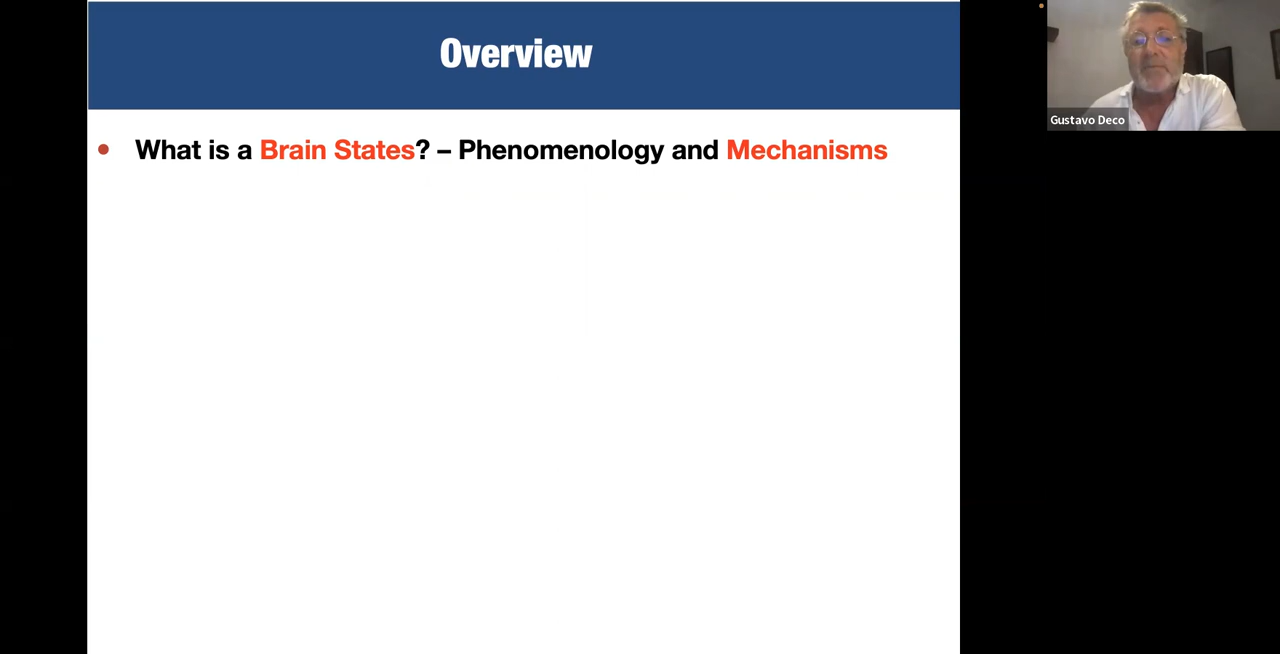 Overview
• What is a Brain States? – Phenomenology and Mechanisms
Gustavo Deco